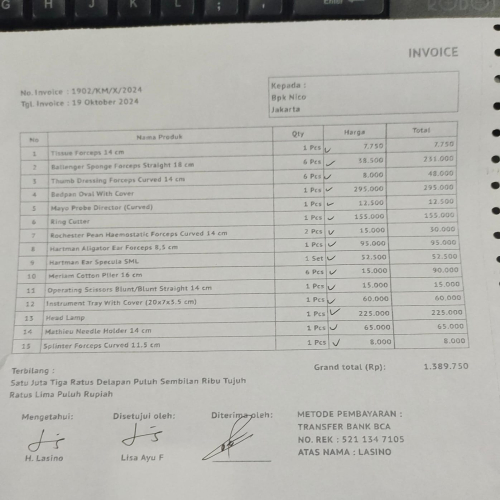 INVOICE
No. Invoice : 1902/KM/X/2024
Tgl. Invoice : 19 Oktober 2024
Kepada :
Bpk Nico
Jakarta
No Nama Produk Qty Harga Total
1 Tissue Forceps 14 cm 1 Pcs 7.750 7.750
2 Ballenger Sponge Forceps Straight 18 cm 6 Pcs 38.500 231.000
3 Thumb Dressing Forceps Curved 14 cm 6 Pcs 8.000 48.000
4 Bedpan Oval With Cover 1 Pcs 295.000 295.000
5 Mayo Probe Director (Curved) 1 Pcs 12.500 12.500
6 Ring Cutter 1 Pcs 155.000 155.000
7 Rochester Pean Haemostatic Forceps Curved 14 cm 2 Pcs 15.000 30.000
8 Hartman Aligator Ear Forceps 8,5 cm 1 Pcs 95.000 95.000
9 Hartman Ear Specula SML 1 Set 52.500 52.500
10 Meriam Cotton Plier 16 cm 6 Pcs 15.000 90.000
11 Operating Scissors Blunt/Blunt Straight 14 cm 1 Pcs 15.000 15.000
12 Instrument Tray With Cover (20x7x3.5 cm) 1 Pcs 60.000 60.000
13 Head Lamp 1 Pcs 225.000 225.000
14 Mathieu Needle Holder 14 cm 1 Pcs 65.000 65.000
15 Splinter Forceps Curved 11.5 cm 1 Pcs 8.000 8.000
Grand total (Rp): 1.389.750
Terbilang :
Satu Juta Tiga Ratus Delapan Puluh Sembilan Ribu Tujuh
Ratus Lima Puluh Rupiah
Mengetahui: Disetujui oleh: Diterima oleh:
H. Lasino Lisa Ayu F
METODE PEMBAYARAN :
TRANSFER BANK BCA
NO. REK : 521 134 7105
ATAS NAMA : LASINO